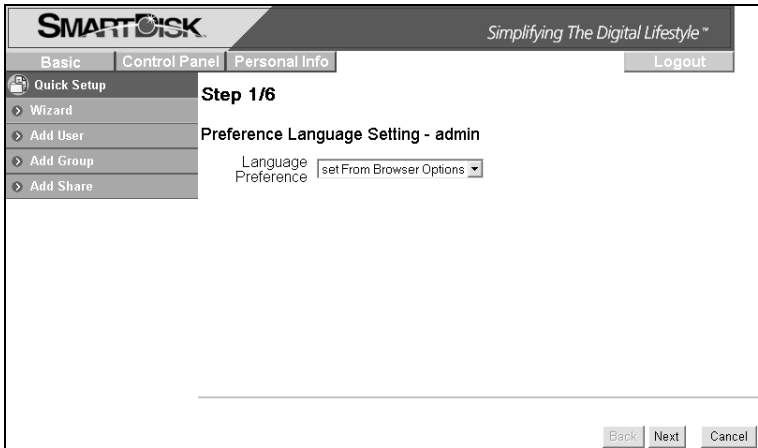 SMARTDISK.
Simplifying The Digital Lifestyle™
Basic
Control Panel
Personal Info
Logout
Quick Setup
Wizard
Add User
Add Group
Add Share
Step 1/6
Preference Language Setting - admin
Language
Preference
set From Browser Options
Back
Next
Cancel